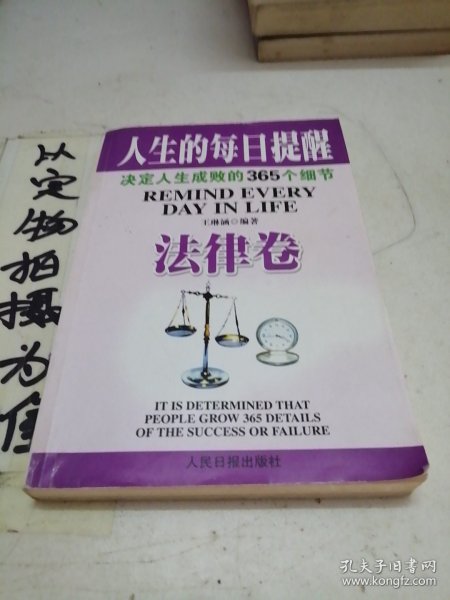 人生的每日提醒
决定人生成败的365个细节
REMIND EVERY
DAY IN LIFE
王琳涵◎编著
法律卷
IT IS DETERMINED THAT
PEOPLE GROW 365 DETAILS
OF THE SUCCESS OR FAILURE
人民日报出版社
以实物拍摄为准
孔夫子旧书网
www.kongfz.com